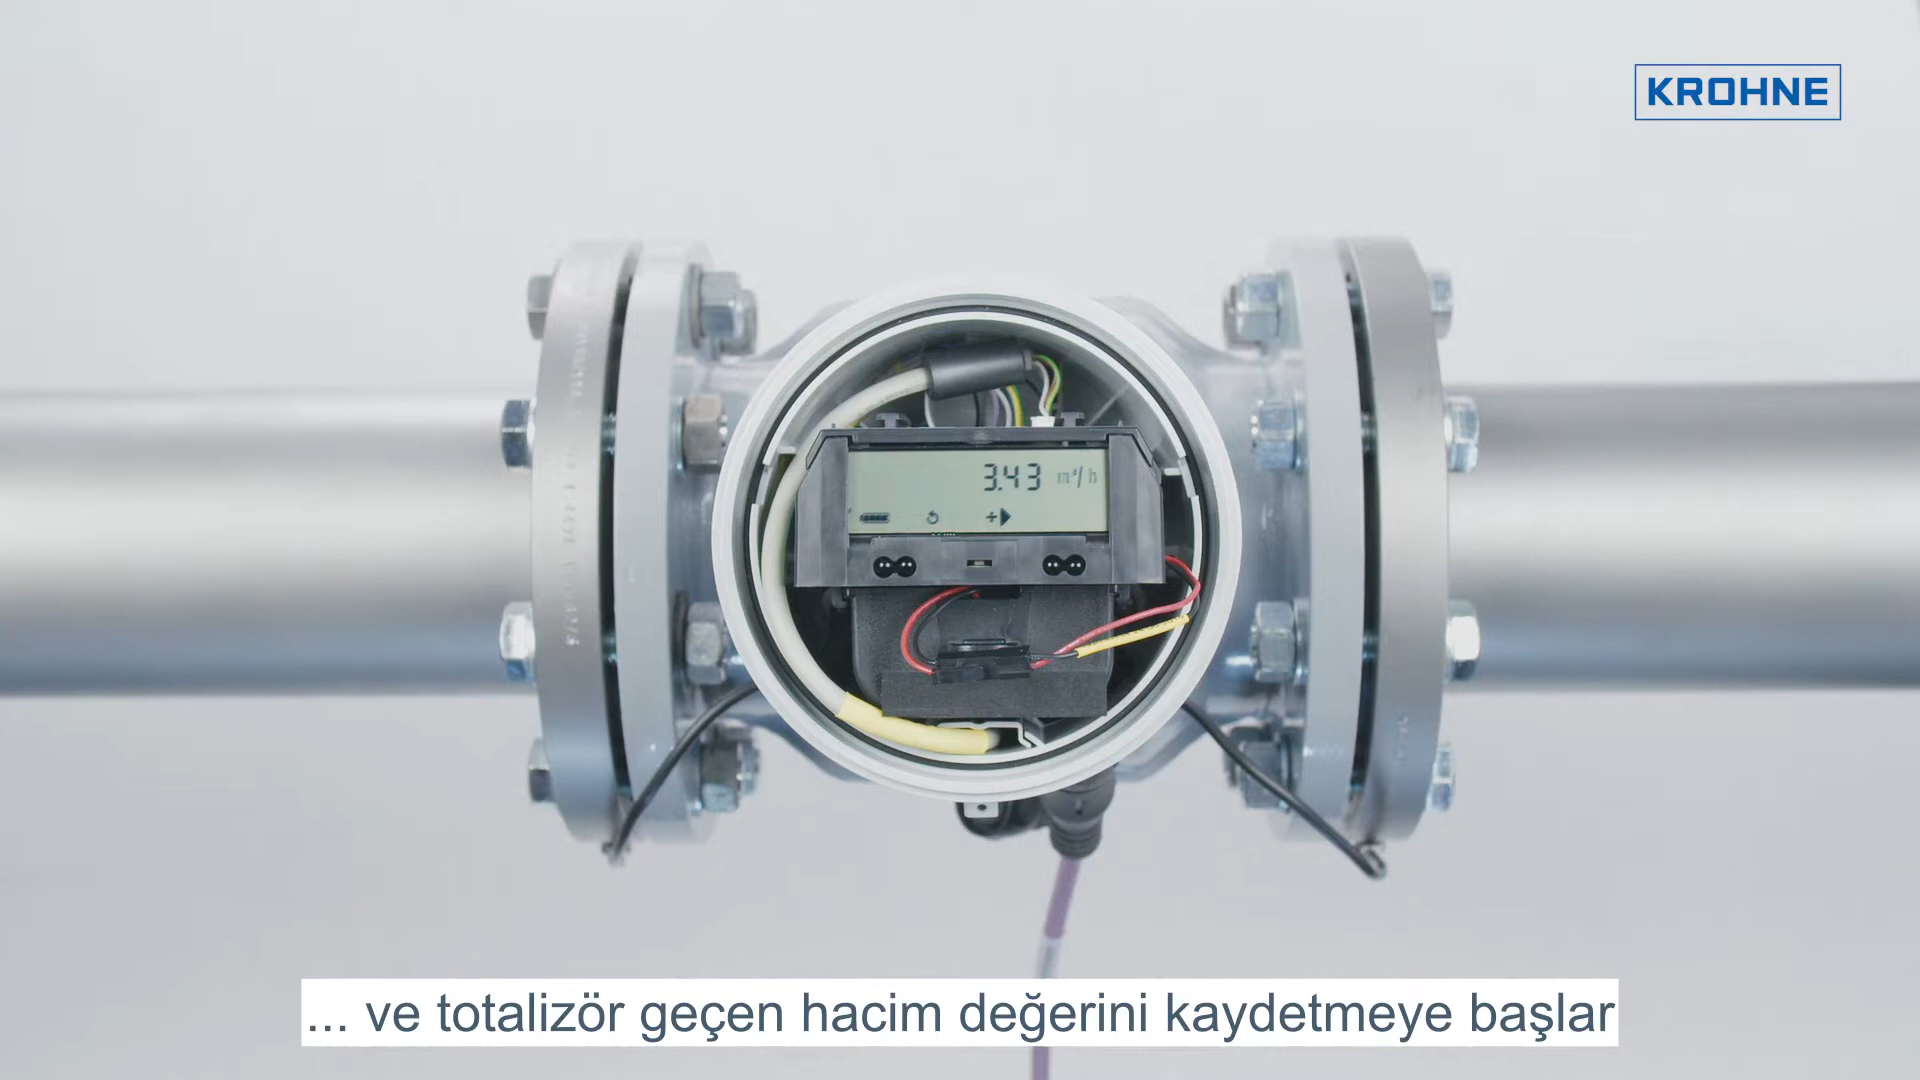 KROHNE
3.43 m³/h
... ve totalizör geçen hacim değerini kaydetmeye başlar